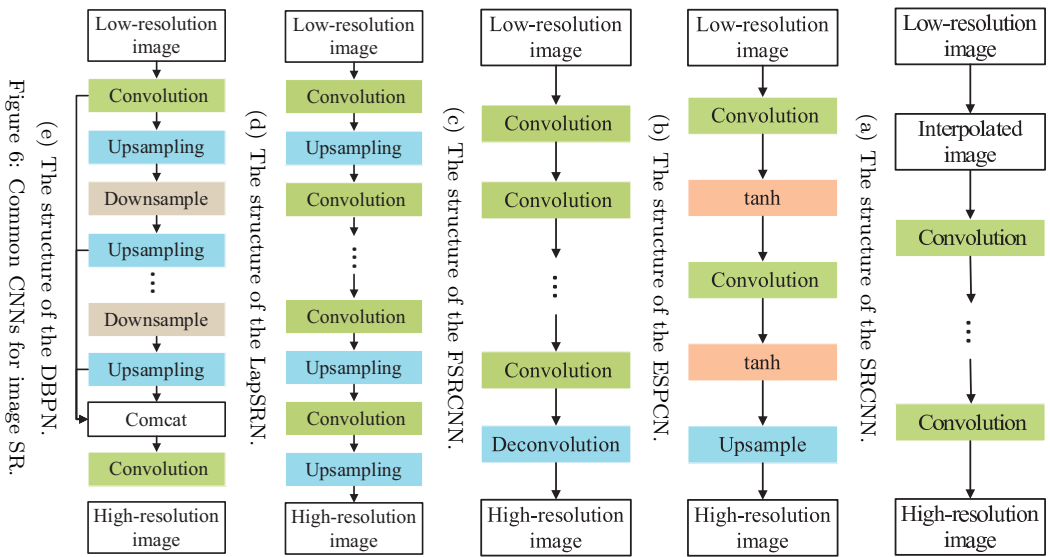 Low-resolution
image
Interpolated
image
Convolution
...
Convolution
High-resolution
image
(a) The structure of the SRCNN.
Low-resolution
image
Convolution
tanh
Convolution
tanh
Upsample
High-resolution
image
(b) The structure of the ESPCN.
Low-resolution
image
Convolution
Convolution
...
Convolution
Deconvolution
High-resolution
image
(c) The structure of the FSRCNN.
Low-resolution
image
Convolution
Upsampling
Convolution
...
Convolution
Upsampling
Convolution
Upsampling
High-resolution
image
(d) The structure of the LapSRN.
Low-resolution
image
Convolution
Upsampling
Downsample
Upsampling
...
Downsample
Upsampling
Comcat
Convolution
High-resolution
image
(e) The structure of the DBPN.
Figure 6: Common CNNs for image SR.